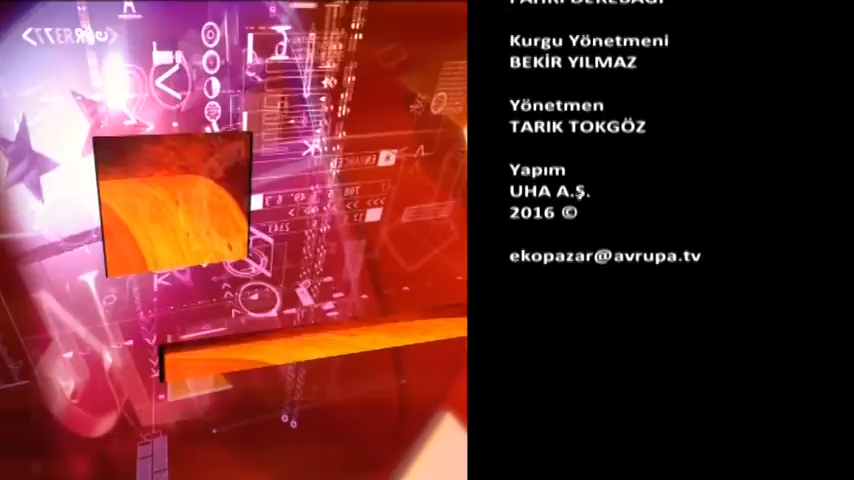 Kurgu Yönetmeni
BEKİR YILMAZ
Yönetmen
TARIK TOKGÖZ
Yapım
UHA A.Ş.
2016 ©
ekopazar@avrupa.tv